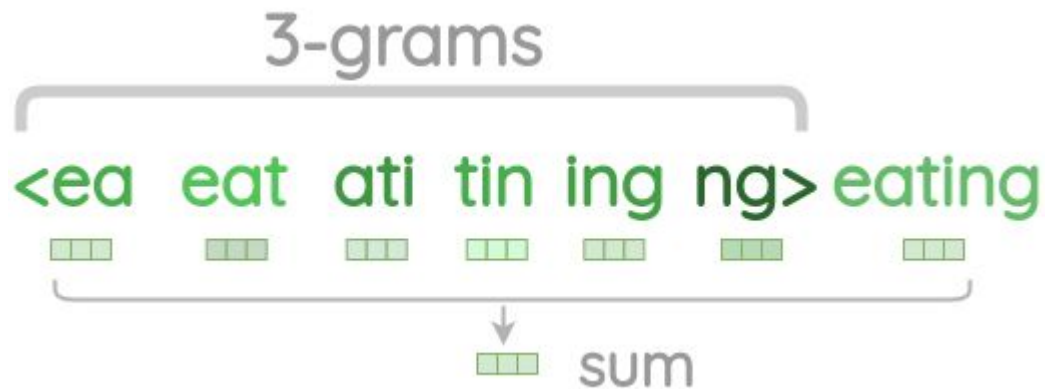 3-grams
<ea eat ati tin ing ng> eating
sum